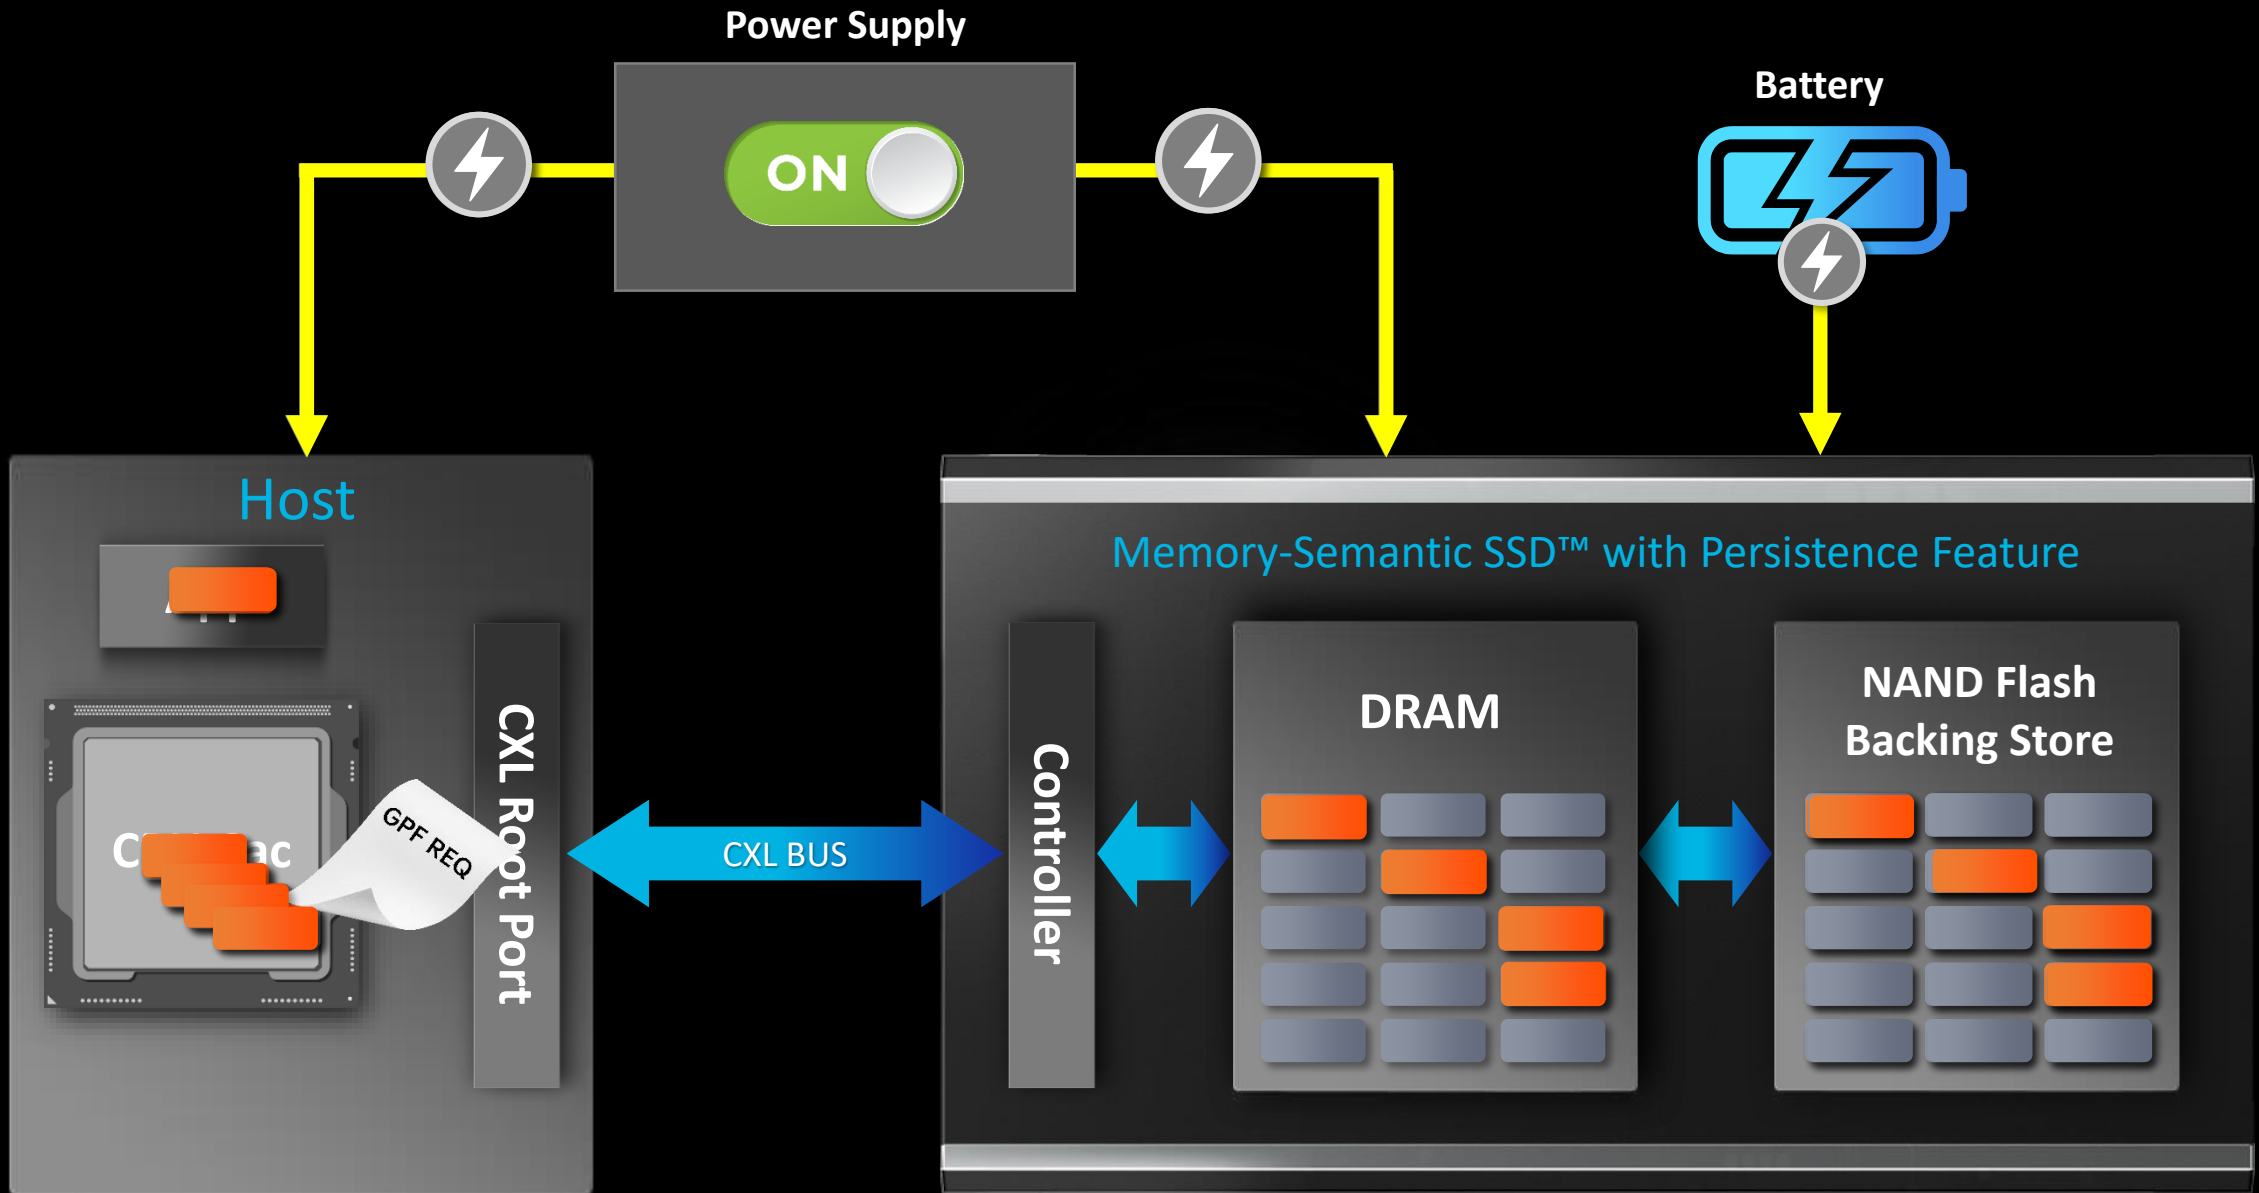 Power Supply
ON
Battery
Host
Memory-Semantic SSD™ with Persistence Feature
CXL Root Port
GPF REQ
CXL BUS
Controller
DRAM
NAND Flash
Backing Store